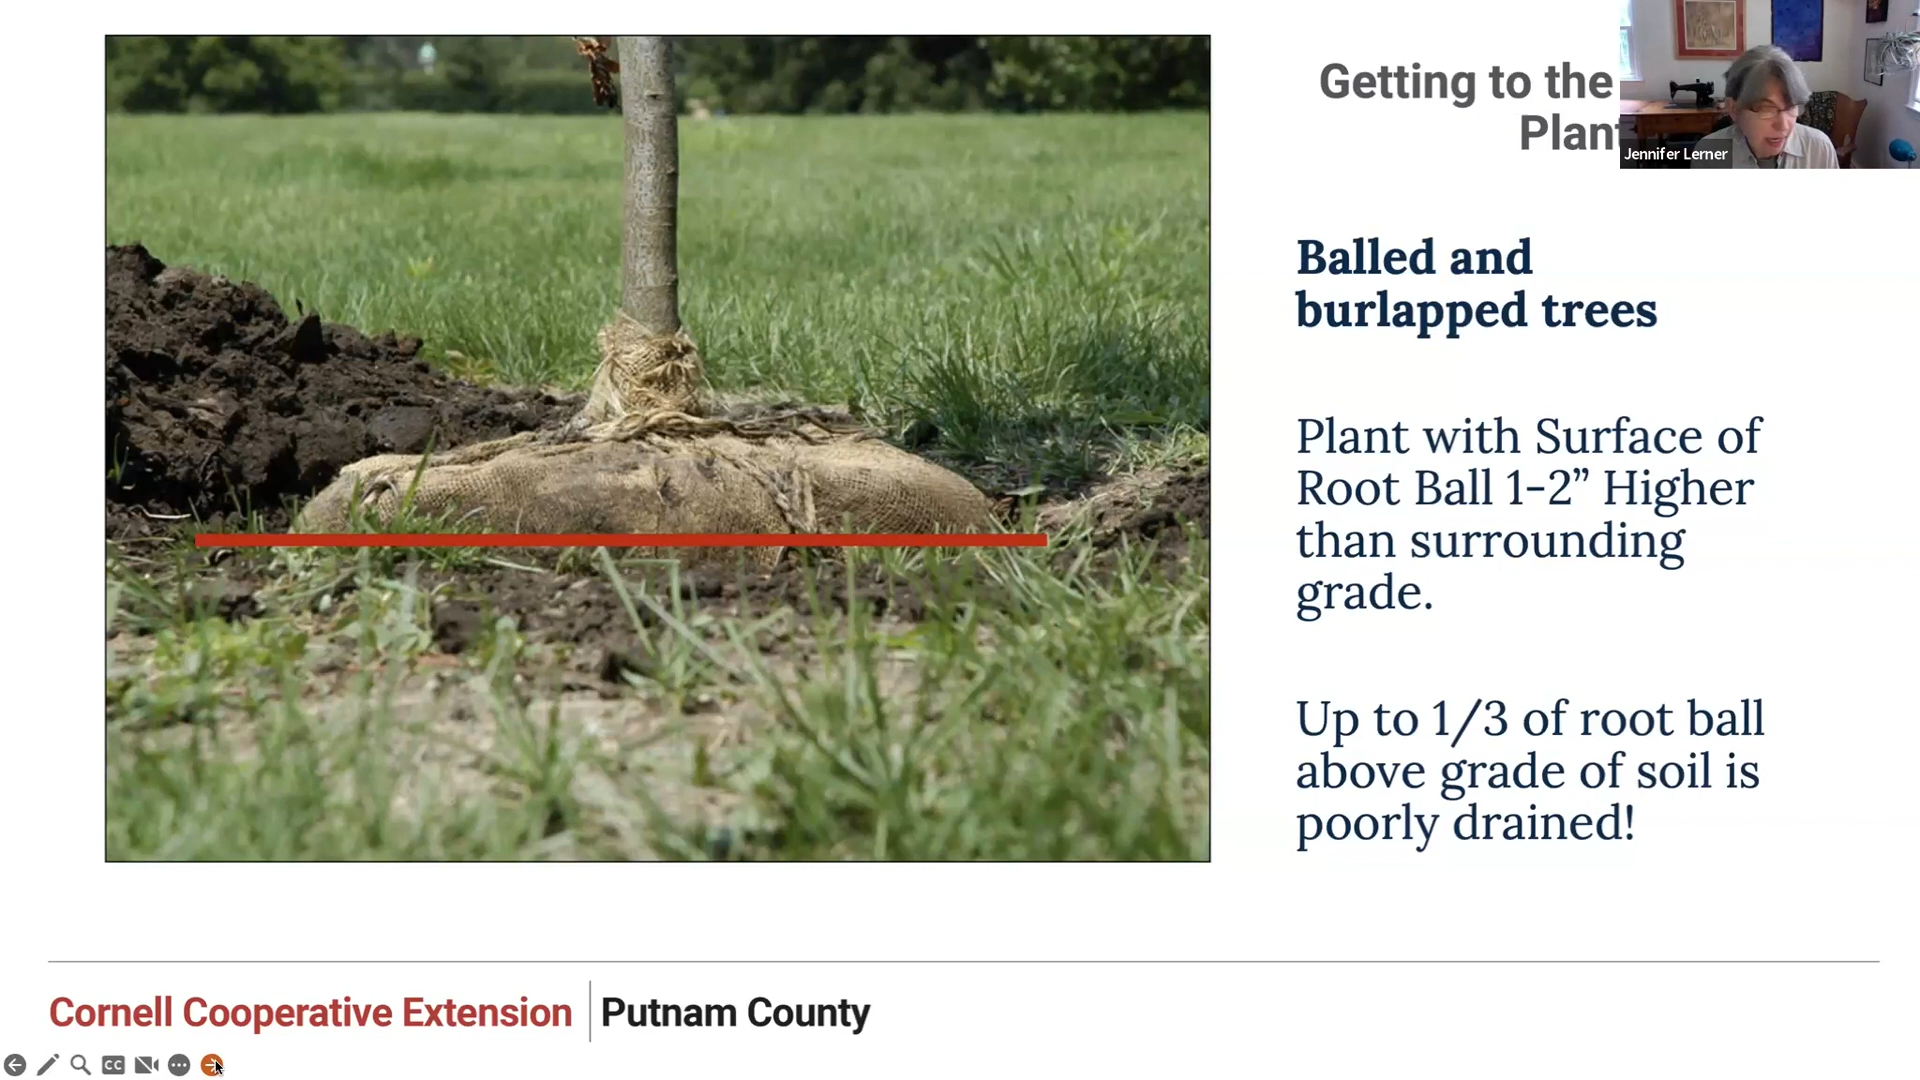 Getting to the
Jennifer Lerner
Balled and
burlapped trees
Plant with Surface of
Root Ball 1-2” Higher
than surrounding
grade.
Up to 1/3 of root ball
above grade of soil is
poorly drained!
Cornell Cooperative Extension Putnam County
CC